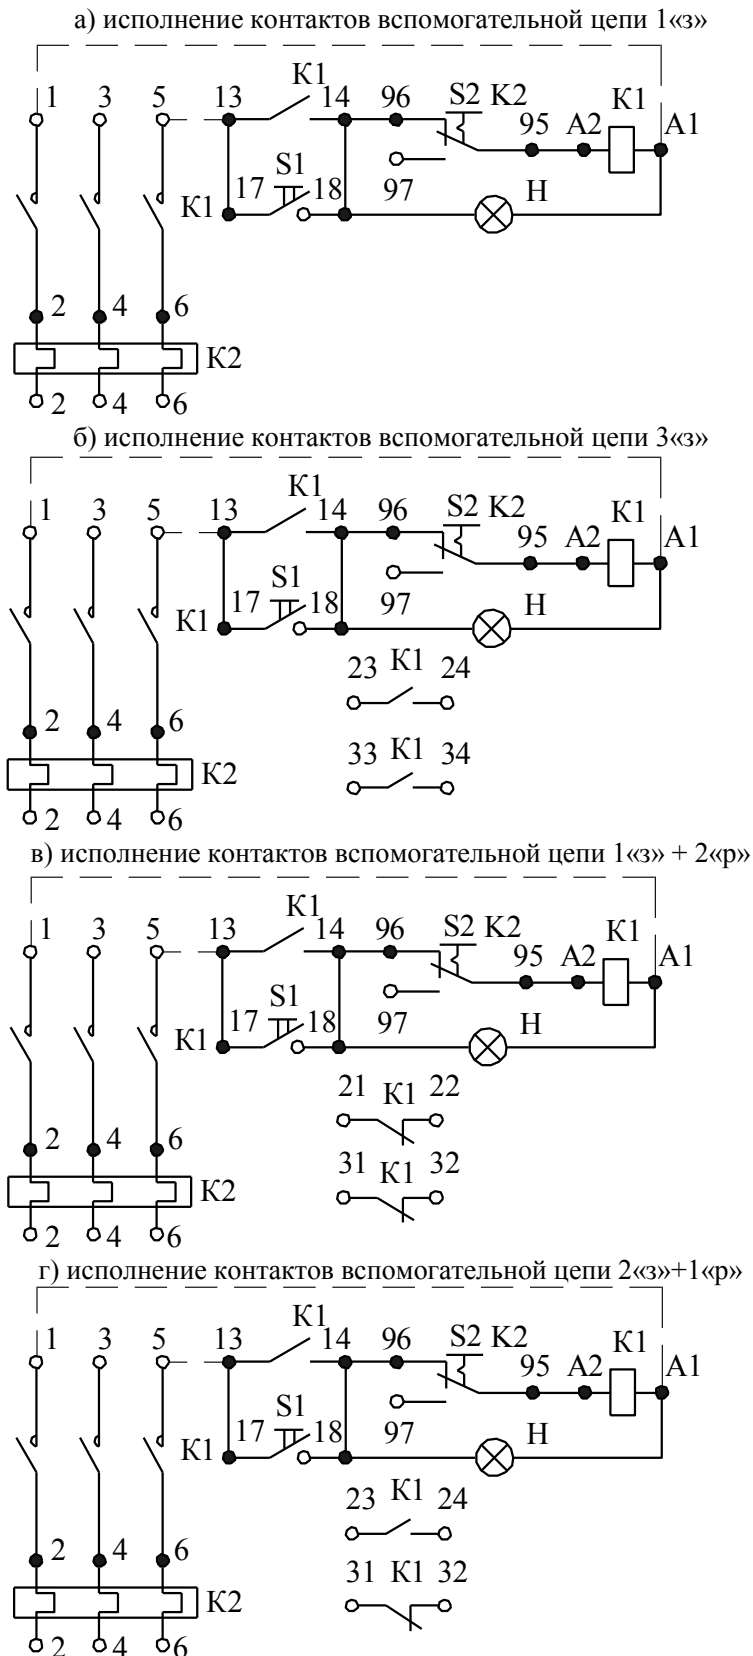 а) исполнение контактов вспомогательной цепи 1«з»
1 3 5 13 К1 14 96 S2 К2 95 А2 К1 А1
К1 17 S1 18 97 Н
2 4 6
К2
2 4 6
б) исполнение контактов вспомогательной цепи 3«з»
1 3 5 13 К1 14 96 S2 К2 95 А2 К1 А1
К1 17 S1 18 97 Н
23 К1 24
2 4 6
33 К1 34
К2
2 4 6
в) исполнение контактов вспомогательной цепи 1«з» + 2«р»
1 3 5 13 К1 14 96 S2 К2 95 А2 К1 А1
К1 17 S1 18 97 Н
21 К1 22
2 4 6
31 К1 32
К2
2 4 6
г) исполнение контактов вспомогательной цепи 2«з»+1«р»
1 3 5 13 К1 14 96 S2 К2 95 А2 К1 А1
К1 17 S1 18 97 Н
23 К1 24
2 4 6
31 К1 32
К2
2 4 6